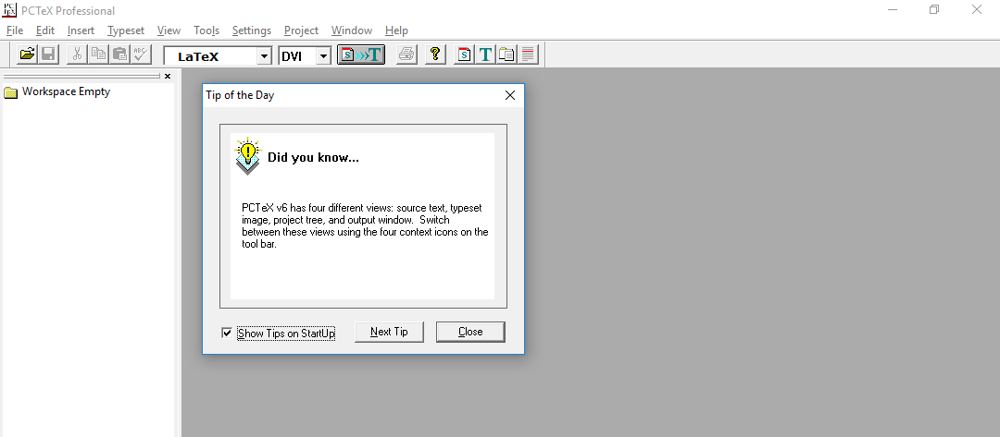 PCTeX Professional
File Edit Insert Typeset View Tools Settings Project Window Help
LaTeX DVI
Workspace Empty
Tip of the Day
Did you know...
PCTeX v6 has four different views: source text, typeset
image, project tree, and output window.  Switch
between these views using the four context icons on the
tool bar.
Show Tips on StartUp Next Tip Close